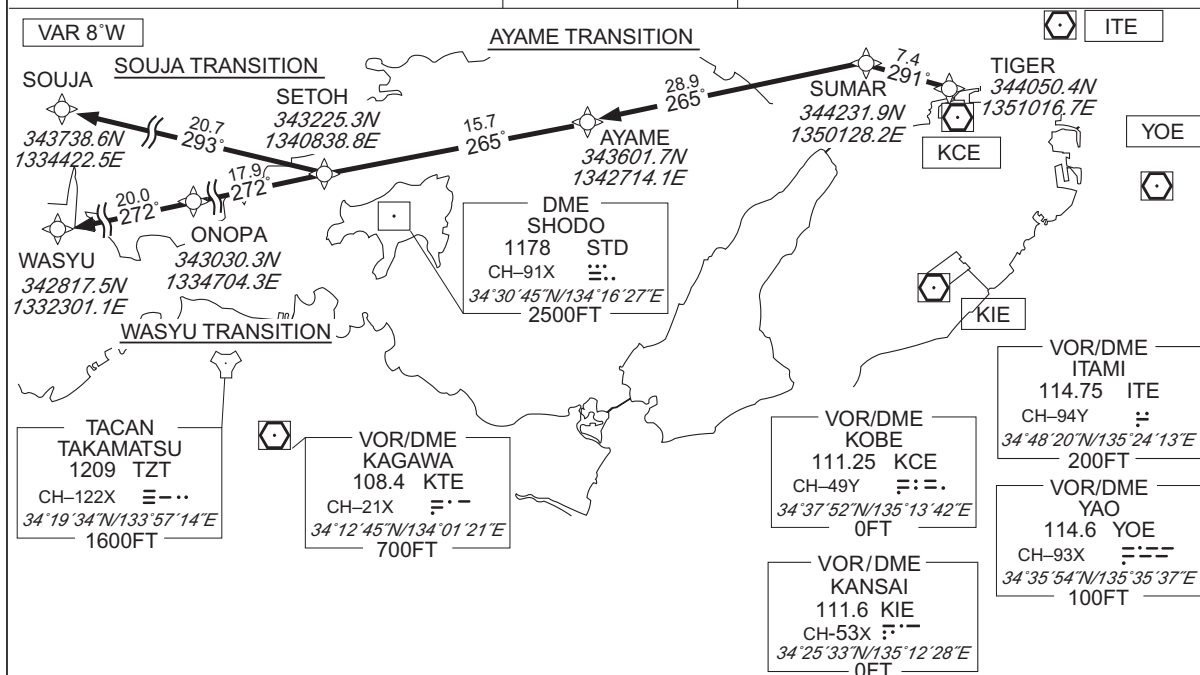 VAR 8°W
ITE
AYAME TRANSITION
SOUJA TRANSITION
SOUJA
343738.6N
1334422.5E
20.7
293°
SETOH
343225.3N
1340838.8E
15.7
265°
28.9
265°
AYAME
343601.7N
1342714.1E
SUMAR
344231.9N
1350128.2E
7.4
291°
TIGER
344050.4N
1351016.7E
KCE
YOE
17.9
272°
20.0
272°
ONOPA
343030.3N
1334704.3E
WASYU
342817.5N
1332301.1E
WASYU TRANSITION
DME
SHODO
1178 STD
CH–91X
34°30´45˝N/134°16´27˝E
2500FT
KIE
TACAN
TAKAMATSU
1209 TZT
CH–122X
34°19´34˝N/133°57´14˝E
1600FT
VOR/DME
KAGAWA
108.4 KTE
CH–21X
34°12´45˝N/134°01´21˝E
700FT
VOR/DME
KOBE
111.25 KCE
CH–49Y
34°37´52˝N/135°13´42˝E
0FT
VOR/DME
ITAMI
114.75 ITE
CH–94Y
34°48´20˝N/135°24´13˝E
200FT
VOR/DME
YAO
114.6 YOE
CH–93X
34°35´54˝N/135°35´37˝E
100FT
VOR/DME
KANSAI
111.6 KIE
CH-53X
34°25´33˝N/135°12´28˝E
0FT